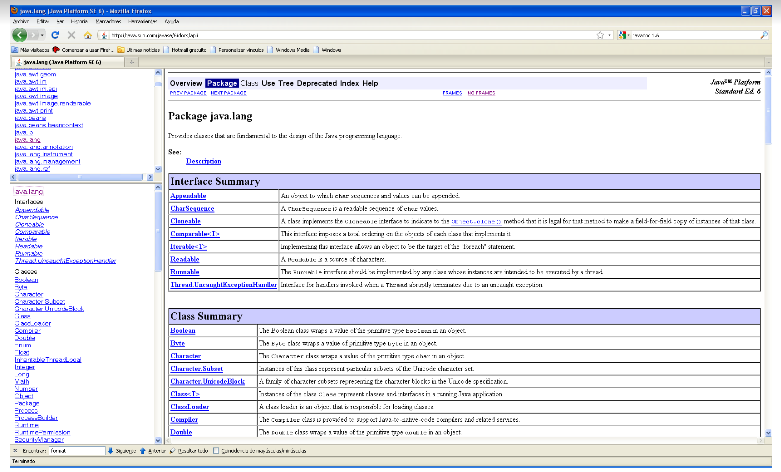 java.lang (Java Platform SE 6) - Mozilla Firefox
Archivo Editar Ver Historia Marcadores Herramientas Ayuda
Más visitados Comenzar a usar Firef... Últimas noticias Hotmail gratuito Personalizar vínculos Windows Media Windows
java.lang (Java Platform SE 6)
java.awt.geom
java.awt.im
java.awt.im.spi
java.awt.image
java.awt.image.renderable
java.awt.print
java.beans
java.beans.beancontext
java.io
java.lang
java.lang.annotation
java.lang.instrument
java.lang.management
java.lang.ref
java.lang
Interfaces
Appendable
CharSequence
Cloneable
Comparable
Iterable
Readable
Runnable
Thread.UncaughtExceptionHandler
Classes
Boolean
Byte
Character
Character.Subset
Character.UnicodeBlock
Class
ClassLoader
Compiler
Double
Enum
Float
InheritableThreadLocal
Integer
Long
Math
Number
Object
Package
Process
ProcessBuilder
Runtime
RuntimePermission
SecurityManager
Overview Package Class Use Tree Deprecated Index Help
PREV PACKAGE NEXT PACKAGE
FRAMES NO FRAMES
Java™ Platform
Standard Ed. 6
Package java.lang
Provides classes that are fundamental to the design of the Java programming language.
See:
Description
Interface Summary
Appendable An object to which char sequences and values can be appended.
CharSequence A CharSequence is a readable sequence of char values.
Cloneable A class implements the Cloneable interface to indicate to the Object.clone() method that it is legal for that method to make a field-for-field copy of instances of that class.
Comparable<T> This interface imposes a total ordering on the objects of each class that implements it.
Iterable<T> Implementing this interface allows an object to be the target of the "foreach" statement.
Readable A Readable is a source of characters.
Runnable The Runnable interface should be implemented by any class whose instances are intended to be executed by a thread.
Thread.UncaughtExceptionHandler Interface for handlers invoked when a Thread abruptly terminates due to an uncaught exception.
Class Summary
Boolean The Boolean class wraps a value of the primitive type boolean in an object.
Byte The Byte class wraps a value of primitive type byte in an object.
Character The Character class wraps a value of the primitive type char in an object.
Character.Subset Instances of this class represent particular subsets of the Unicode character set.
Character.UnicodeBlock A family of character subsets representing the character blocks in the Unicode specification.
Class<T> Instances of the class Class represent classes and interfaces in a running Java application.
ClassLoader A class loader is an object that is responsible for loading classes.
Compiler The Compiler class is provided to support Java-to-native-code compilers and related services.
Double The Double class wraps a value of the primitive type double in an object.
Encontrar: format Siguiente Anterior Resaltar todo Coincidencia de mayúsculas/minúsculas
Terminado